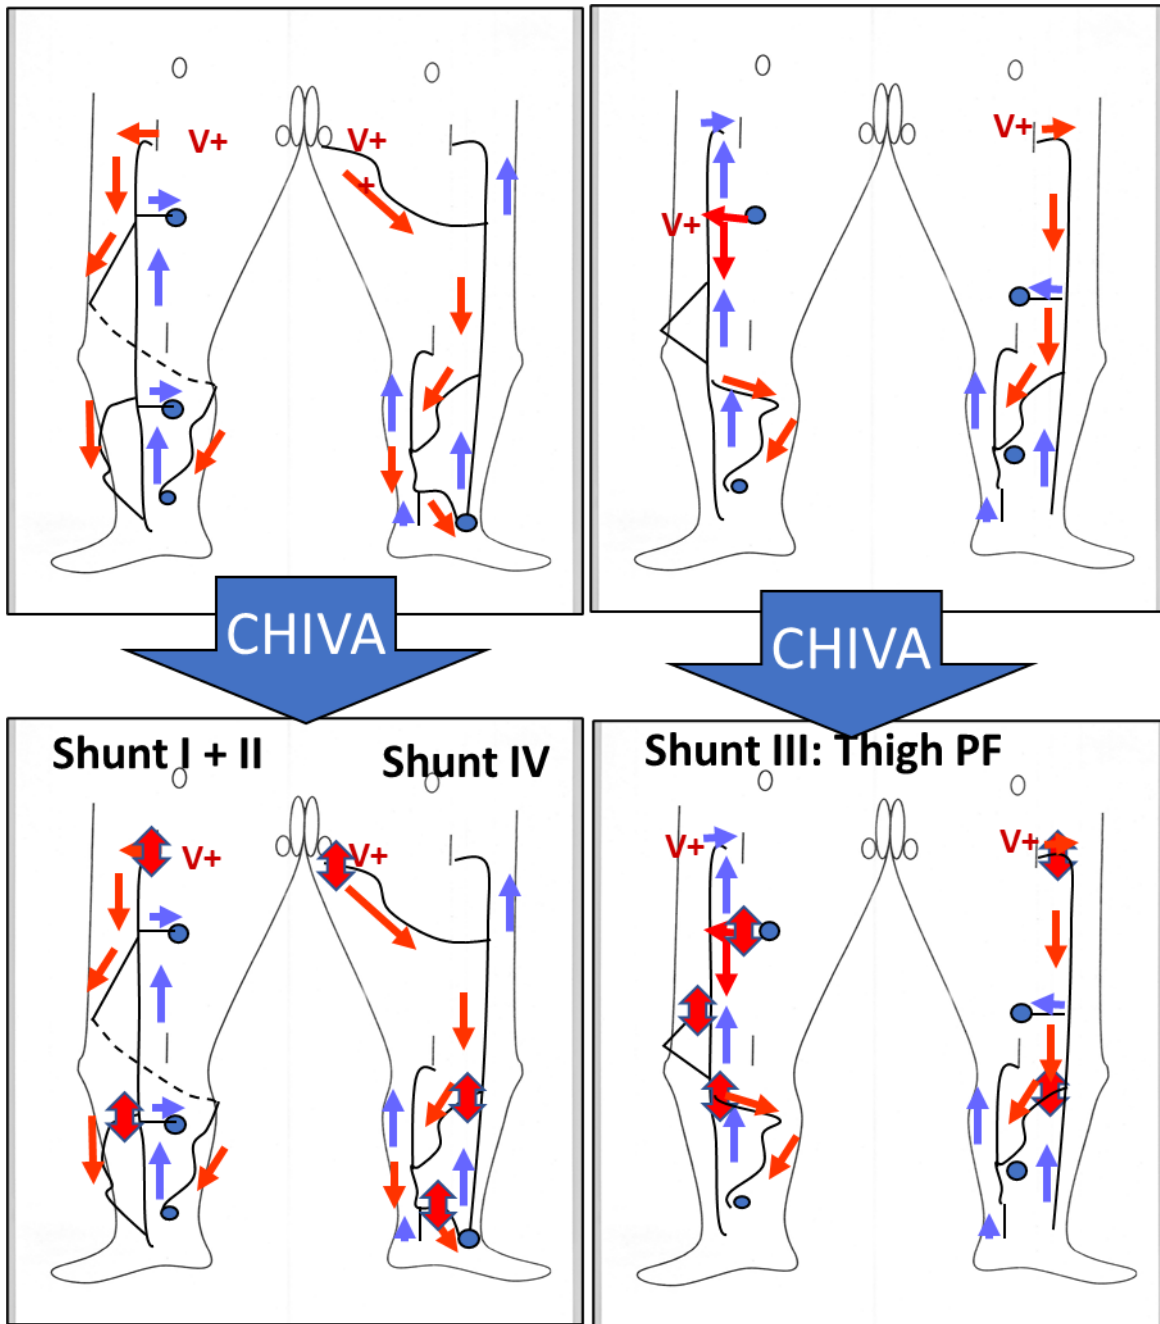 V+
V+
+
V+
V+
CHIVA
CHIVA
Shunt I + II
Shunt IV
Shunt III: Thigh PF
V+
V+
V+
V+